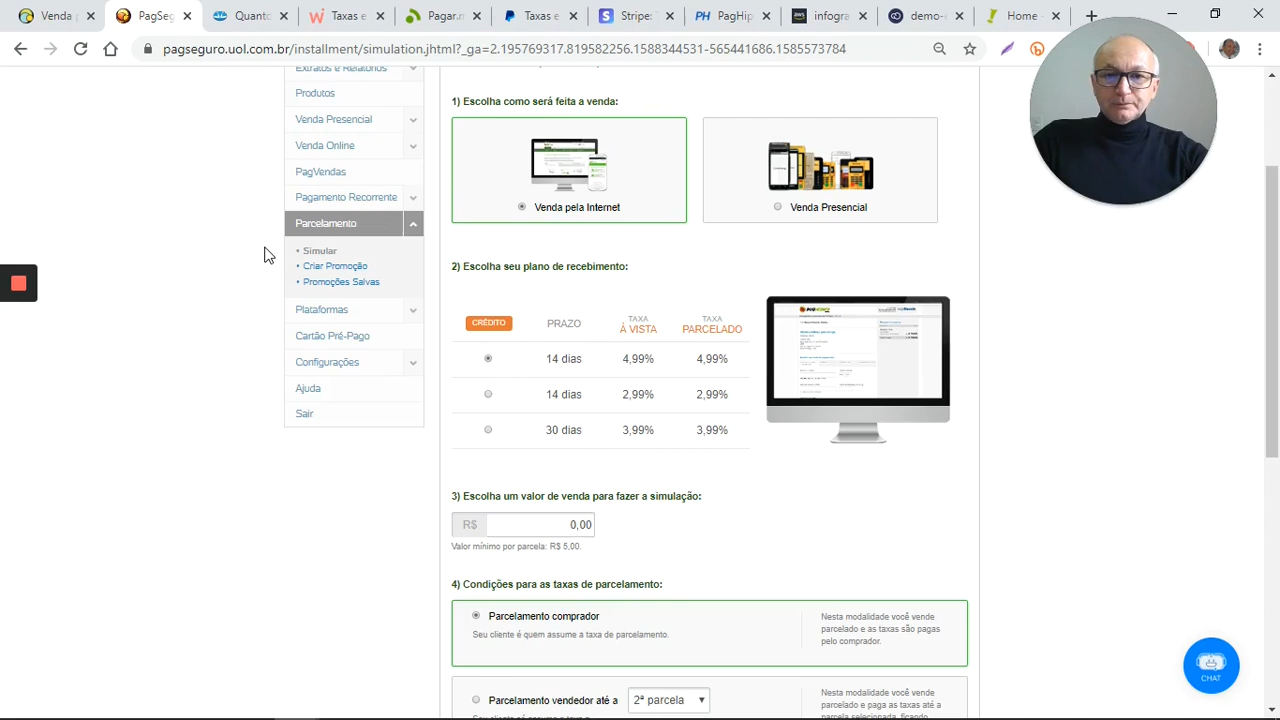 Venda p
PagSeg
Quanto
Taxas e
Pagarm
Taxas e
Stripe:
PagHip
infogra
demo-e
Home -
pagseguro.uol.com.br/installment/simulation.jhtml?_ga=2.195769317.819582256.1588344531-565441686.1585573784
Extratos e Relatórios
Produtos
Venda Presencial
Venda Online
PagVendas
Pagamento Recorrente
Parcelamento
• Simular
• Criar Promoção
• Promoções Salvas
Plataformas
Cartão Pré-Pago
Configurações
Ajuda
Sair
1) Escolha como será feita a venda:
Venda pela Internet
Venda Presencial
2) Escolha seu plano de recebimento:
PRAZO
PARCELADO
14 dias 4,99% 4,99%
14 dias 2,99% 2,99%
30 dias 3,99% 3,99%
3) Escolha um valor de venda para fazer a simulação:
R$ 0,00
Valor mínimo por parcela: R$ 5,00.
4) Condições para as taxas de parcelamento:
Parcelamento comprador
Seu cliente é quem assume a taxa de parcelamento.
Nesta modalidade você vende
parcelado e as taxas são pagas
pelo comprador.
Parcelamento vendedor até a 2ª parcela
Nesta modalidade você vende
parcelado e paga as taxas até a
parcela selecionada, ficando
CHAT